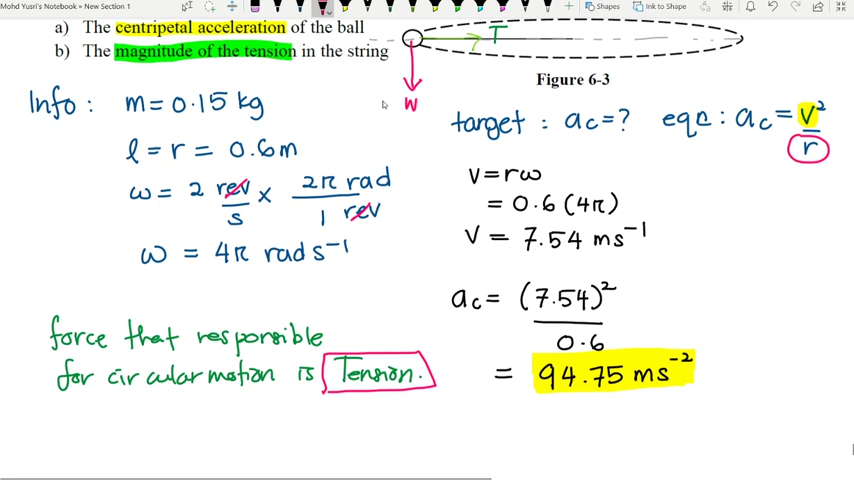 Mohd Yusri's Notebook » New Section 1
Shapes
Ink to Shape
a) The centripetal acceleration of the ball
b) The magnitude of the tension in the string
T
W
Figure 6-3
Info : m = 0.15 kg
l = r = 0.6m
ω = 2 rev/s × 2π rad/1 rev
ω = 4π rad s⁻¹
force that responsible
for circular motion is Tension.
target : ac = ? eqn : ac = v²/r
v = rω
= 0.6 (4π)
v = 7.54 ms⁻¹
ac = (7.54)²/0.6
= 94.75 ms⁻²